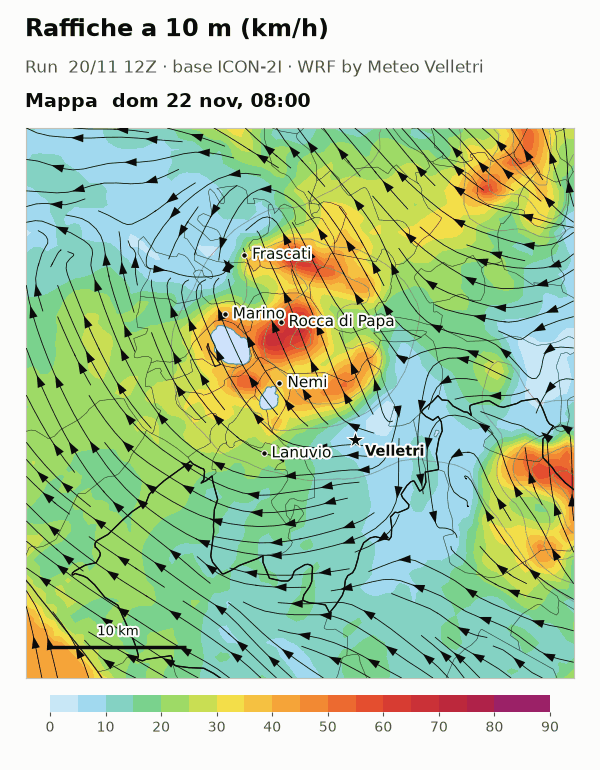 Raffiche a 10 m (km/h)
Run  20/11 12Z · base ICON-2I · WRF by Meteo Velletri
Mappa  dom 22 nov, 08:00
Frascati
Marino
Rocca di Papa
Nemi
Velletri
Lanuvio
10 km
0 10 20 30 40 50 60 70 80 90